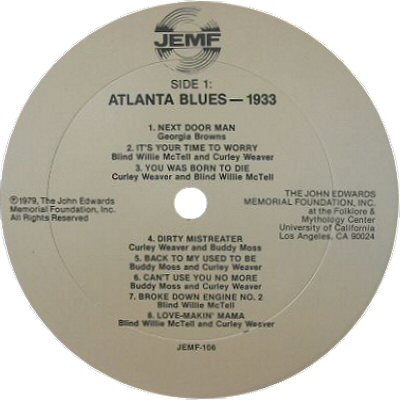 JEMF
SIDE 1:
ATLANTA BLUES — 1933
1. NEXT DOOR MAN
Georgia Browns
2. IT'S YOUR TIME TO WORRY
Blind Willie McTell and Curley Weaver
3. YOU WAS BORN TO DIE
Curley Weaver and Blind Willie McTell
℗1979, The John Edwards
Memorial Foundation, Inc.
All Rights Reserved
THE JOHN EDWARDS
MEMORIAL FOUNDATION, INC.
at the Folklore &
Mythology Center
University of California
Los Angeles, CA 90024
4. DIRTY MISTREATER
Curley Weaver and Buddy Moss
5. BACK TO MY USED TO BE
Buddy Moss and Curley Weaver
6. CAN'T USE YOU NO MORE
Buddy Moss and Curley Weaver
7. BROKE DOWN ENGINE NO. 2
Blind Willie McTell and Curley Weaver
8. LOVE-MAKIN' MAMA
Blind Willie McTell and Curley Weaver
JEMF-106